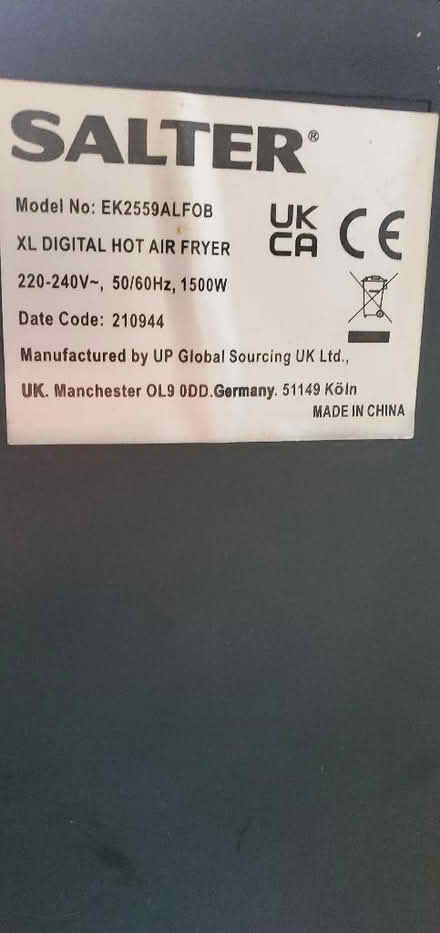 SALTER®
Model No: EK2559ALFOB
UK CA CE
XL DIGITAL HOT AIR FRYER
220-240V~, 50/60Hz, 1500W
Date Code: 210944
Manufactured by UP Global Sourcing UK Ltd.,
UK. Manchester OL9 0DD.Germany. 51149 Köln
MADE IN CHINA